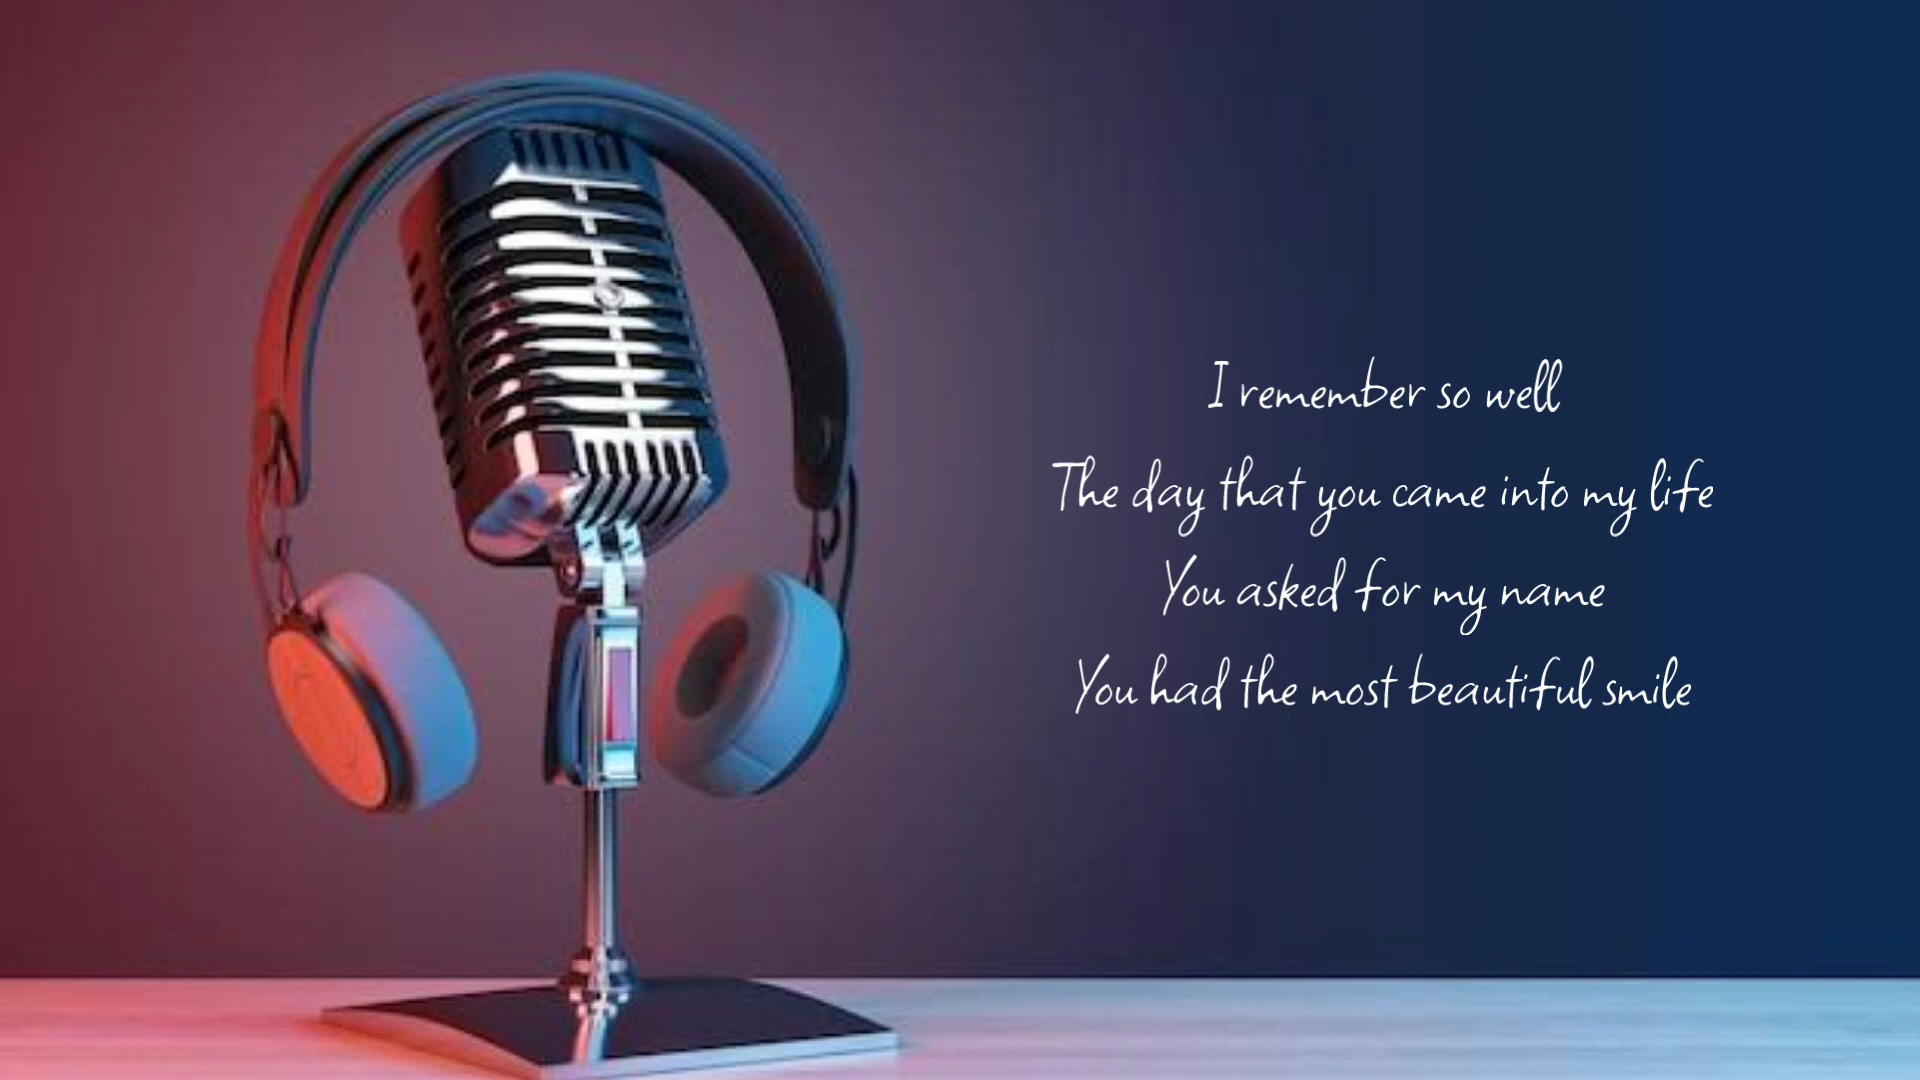 I remember so well
The day that you came into my life
You asked for my name
You had the most beautiful smile